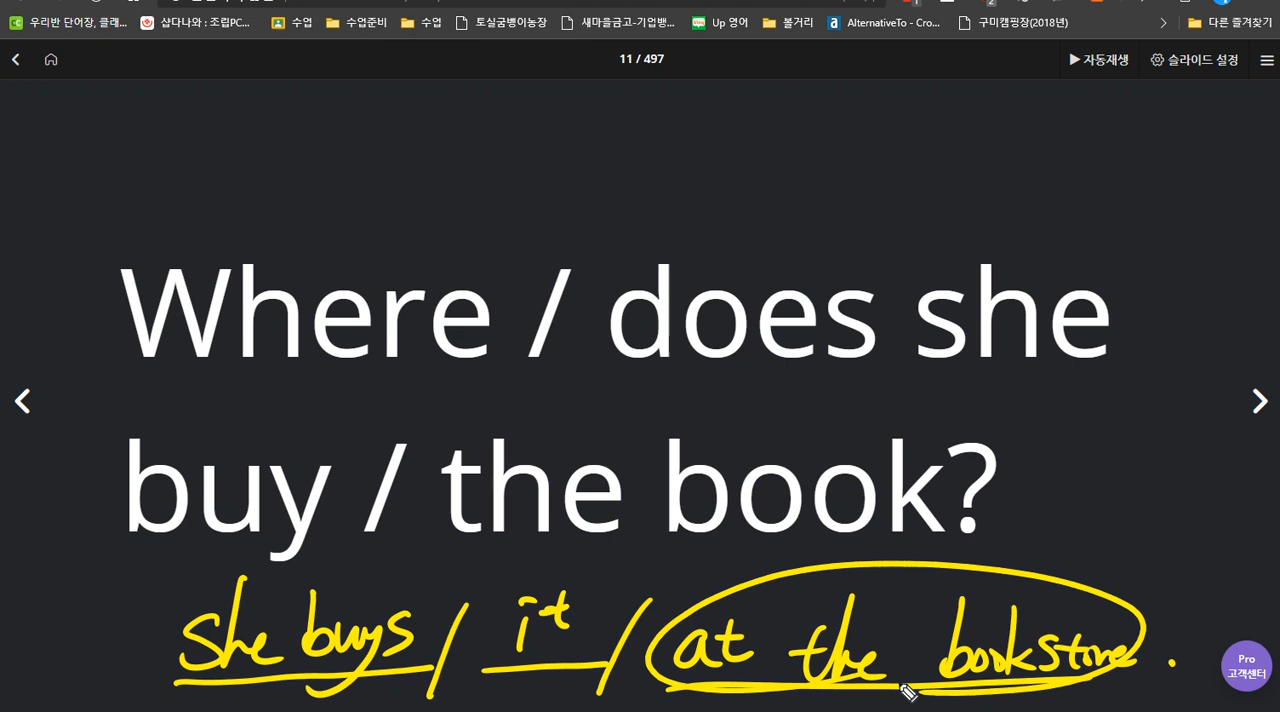 우리반 단어장, 클래... 샵다나와 : 조립PC... 수업 수업준비 수업 토실굼뱅이농장 새마을금고-기업뱅... Up 영어 볼거리 AlternativeTo - Cro... 구미캠핑장(2018년) 다른 즐겨찾기
11 / 497 ▶자동재생 슬라이드 설정
Where / does she
buy / the book?
She buys / it / at the bookstore.
Pro
고객센터